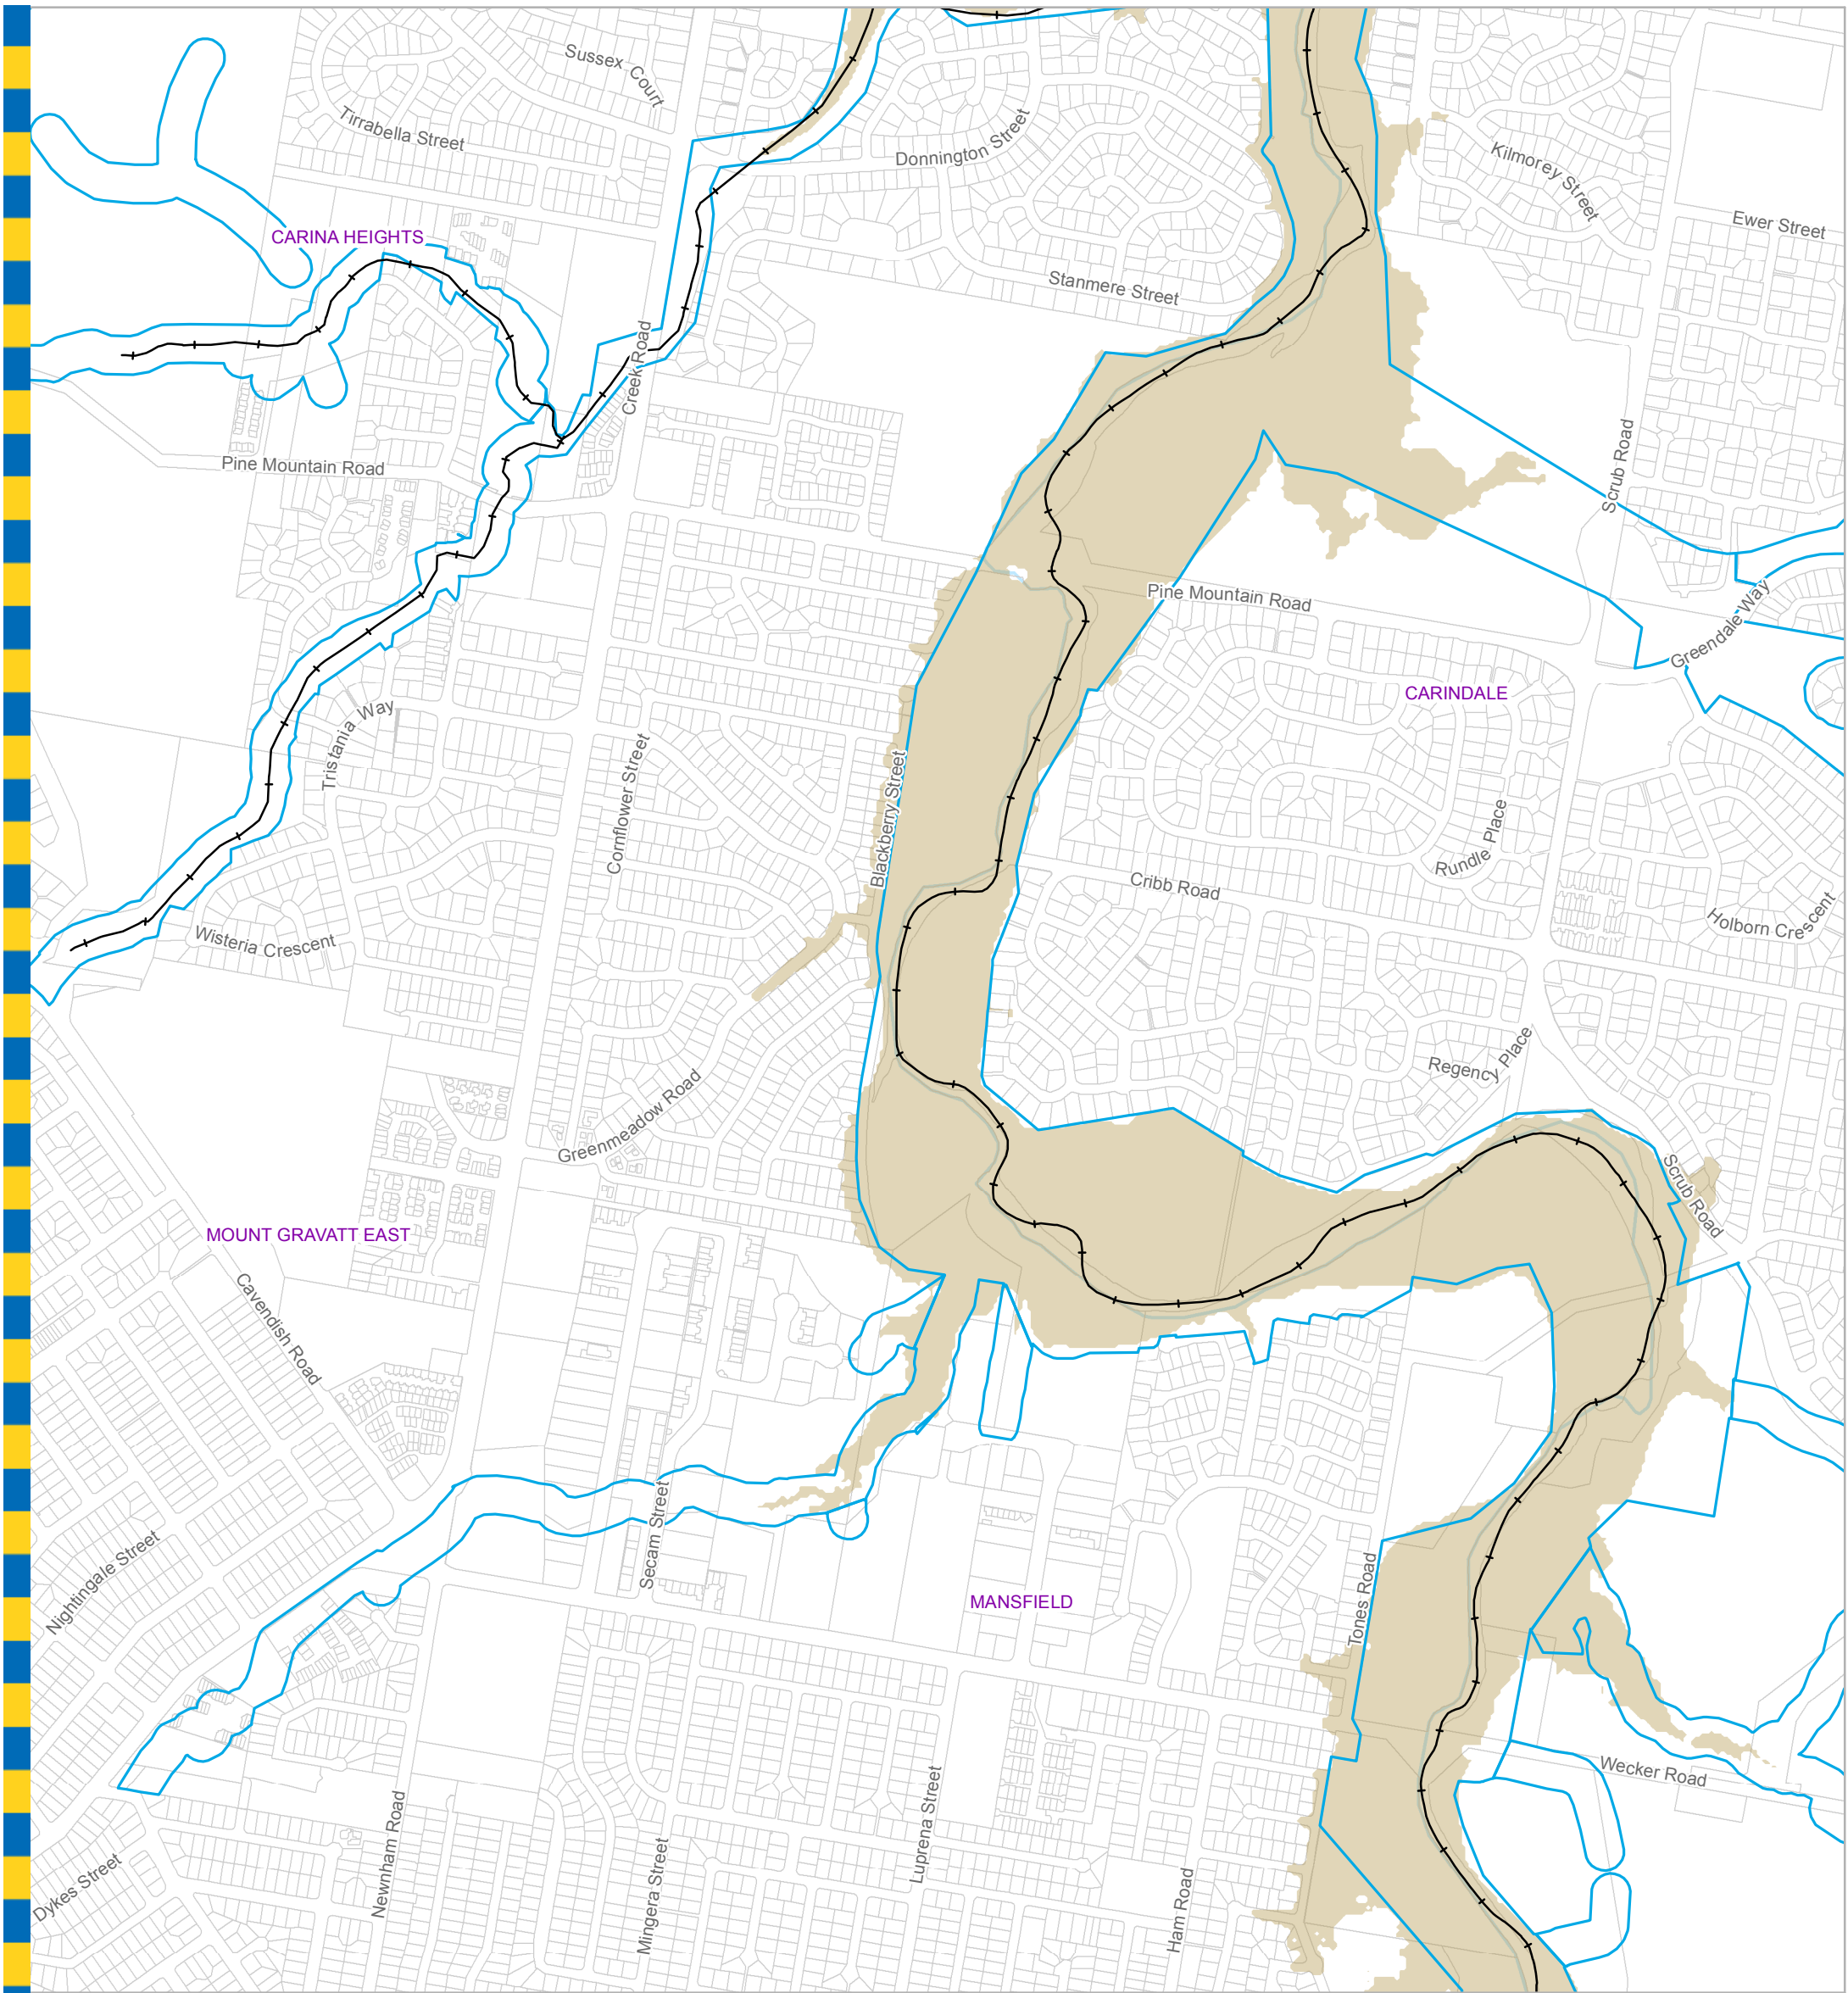 Sussex Court
Tirrabella Street
Donnington Street
Kilmorey Street
Ewer Street
CARINA HEIGHTS
Stanmere Street
Creek Road
Scrub Road
Pine Mountain Road
Pine Mountain Road
Greendale Way
CARINDALE
Tristania Way
Cornflower Street
Blackberry Street
Rundle Place
Cribb Road
Holborn Crescent
Wisteria Crescent
Regency Place
Greenmeadow Road
Scrub Road
MOUNT GRAVATT EAST
Cavendish Road
Secam Street
Nightingale Street
MANSFIELD
Tones Road
Wecker Road
Newnham Road
Luprena Street
Mingera Street
Dykes Street
Ham Road